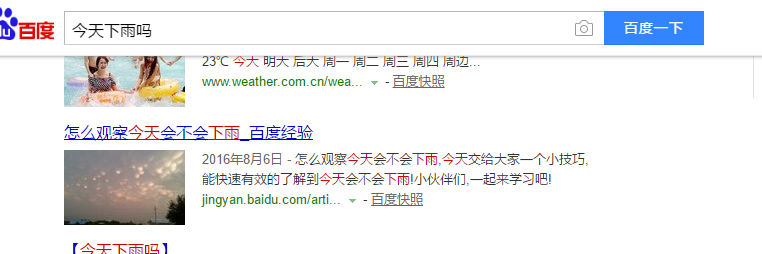 du百度
今天下雨吗
百度一下
23℃ 今天 明天 后天 周一 周二 周三 周四 周边...
www.weather.com.cn/wea... - 百度快照
怎么观察今天会不会下雨_百度经验
2016年8月6日 - 怎么观察今天会不会下雨,今天交给大家一个小技巧,
能快速有效的了解到今天会不会下雨!小伙伴们,一起来学习吧!
jingyan.baidu.com/arti... - 百度快照
【今天下雨吗】